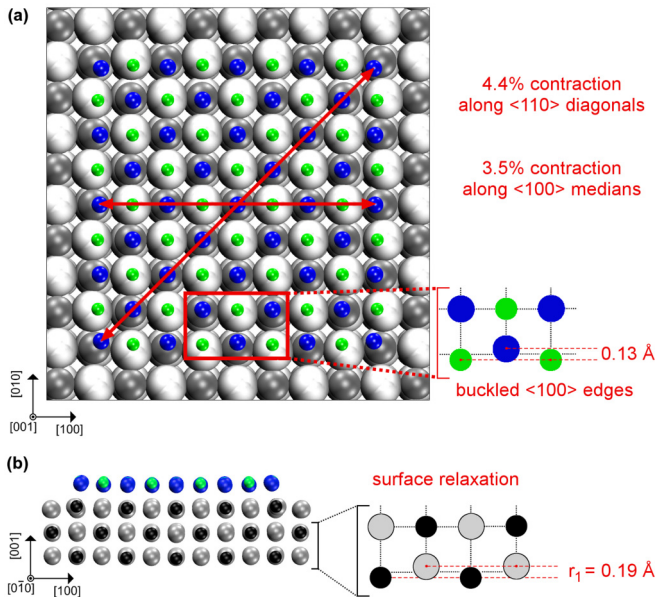 (a)
4.4% contraction
along <110> diagonals
3.5% contraction
along <100> medians
0.13 Å
buckled <100> edges
[010]
[001]
[100]
(b)
surface relaxation
[001]
[01̄0]
[100]
r₁ = 0.19 Å